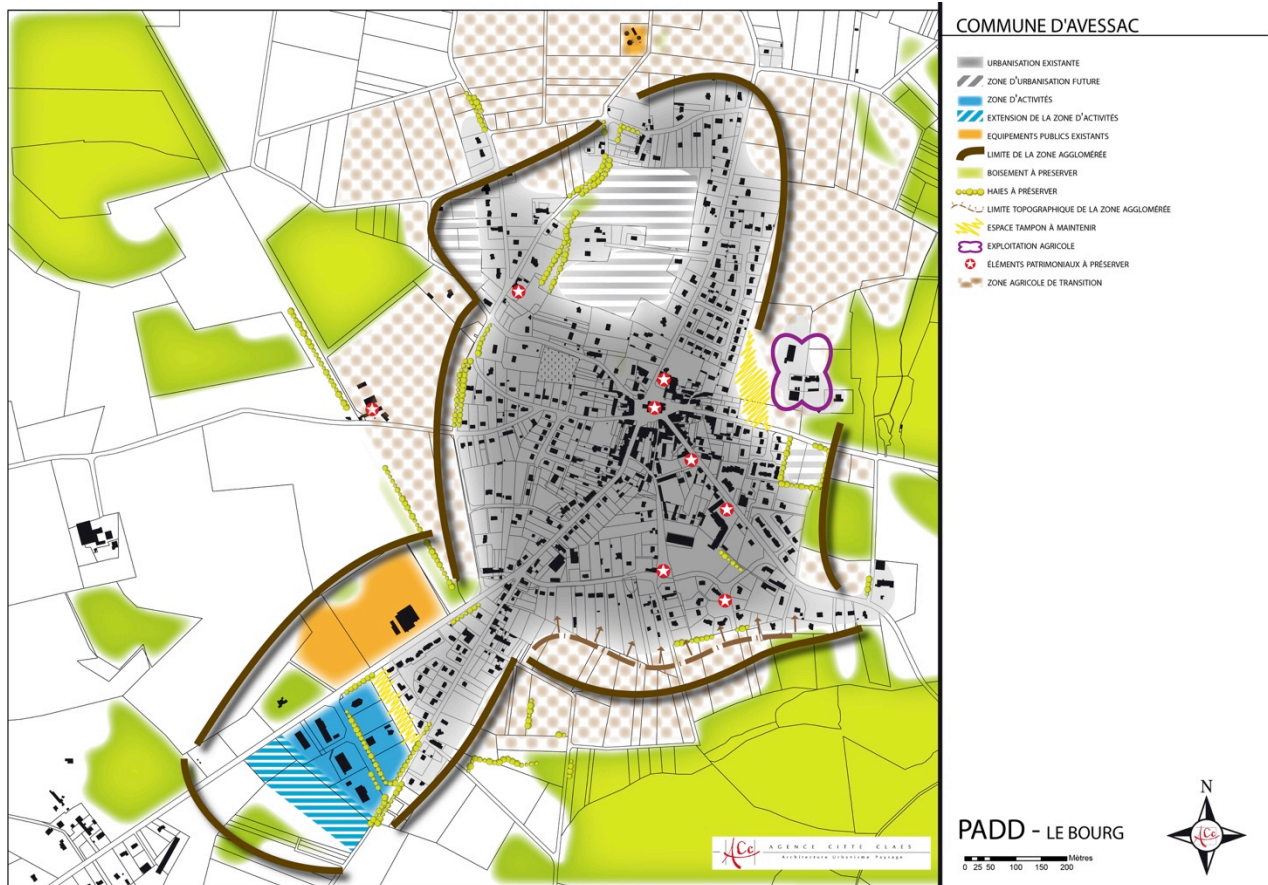 COMMUNE D'AVESSAC
URBANISATION EXISTANTE
ZONE D'URBANISATION FUTURE
ZONE D'ACTIVITÉS
EXTENSION DE LA ZONE D'ACTIVITÉS
EQUIPEMENTS PUBLICS EXISTANTS
LIMITE DE LA ZONE AGGLOMÉRÉE
BOISEMENT À PRESERVER
HAIES À PRÉSERVER
LIMITE TOPOGRAPHIQUE DE LA ZONE AGGLOMÉRÉE
ESPACE TAMPON À MAINTENIR
EXPLOITATION AGRICOLE
ÉLÉMENTS PATRIMONIAUX À PRÉSERVER
ZONE AGRICOLE DE TRANSITION
N
ACc
PADD - LE BOURG
Mètres
0 25 50 100 150 200
ACc AGENCE CITTE CLAES
Architecture Urbanisme Paysage